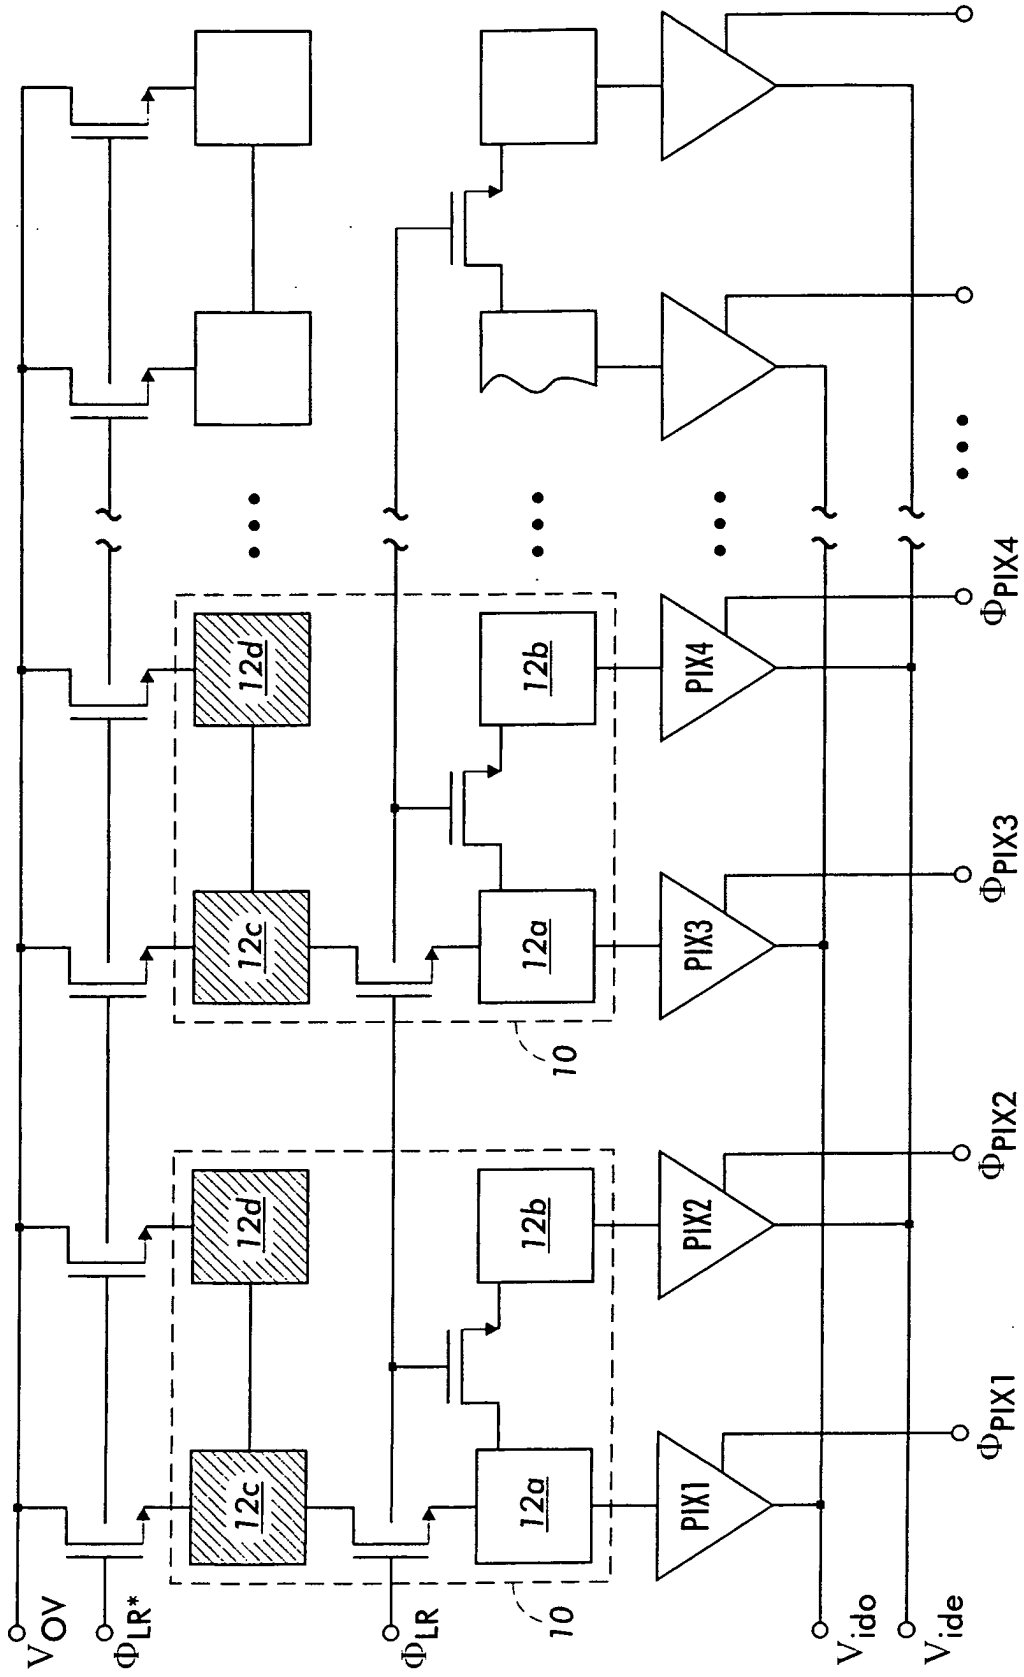 V_OV
Φ_LR*
12c
12d
12c
12d
Φ_LR
12a
12b
12a
12b
10
10
PIX1
PIX2
PIX3
PIX4
V_ido
V_ide
Φ_PIX1
Φ_PIX2
Φ_PIX3
Φ_PIX4